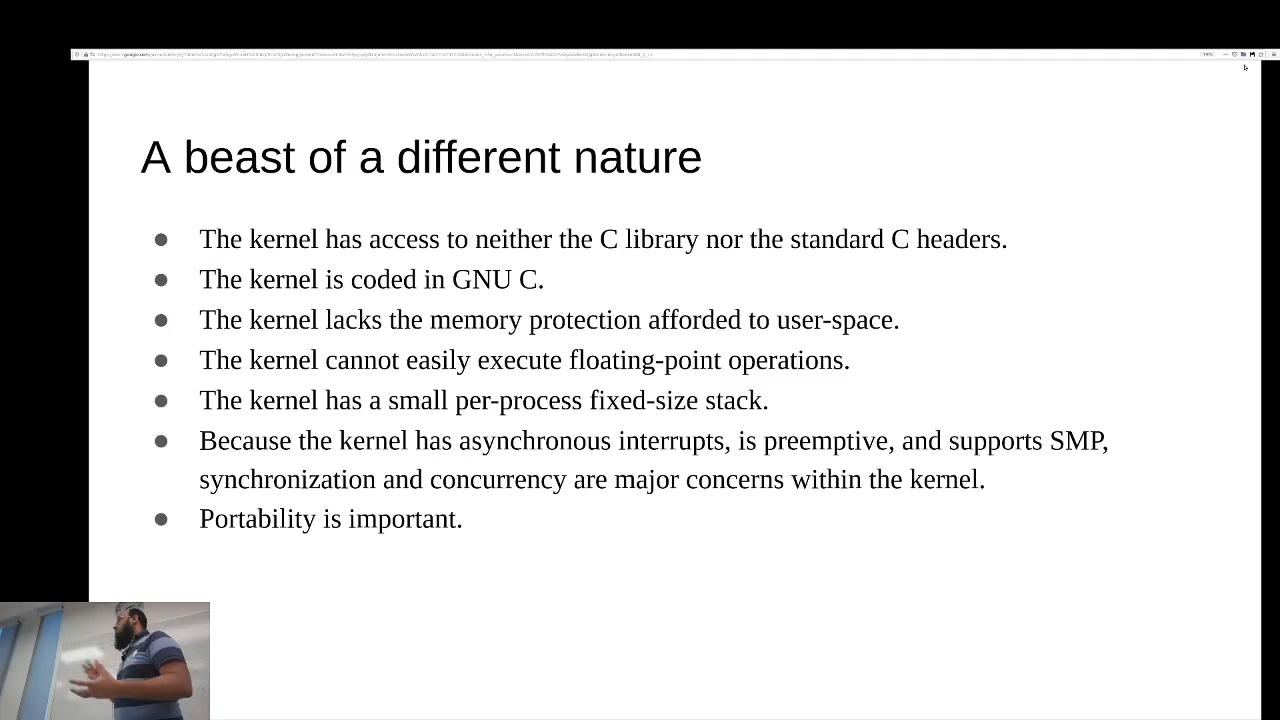 A beast of a different nature
● The kernel has access to neither the C library nor the standard C headers.
● The kernel is coded in GNU C.
● The kernel lacks the memory protection afforded to user-space.
● The kernel cannot easily execute floating-point operations.
● The kernel has a small per-process fixed-size stack.
● Because the kernel has asynchronous interrupts, is preemptive, and supports SMP,
synchronization and concurrency are major concerns within the kernel.
● Portability is important.